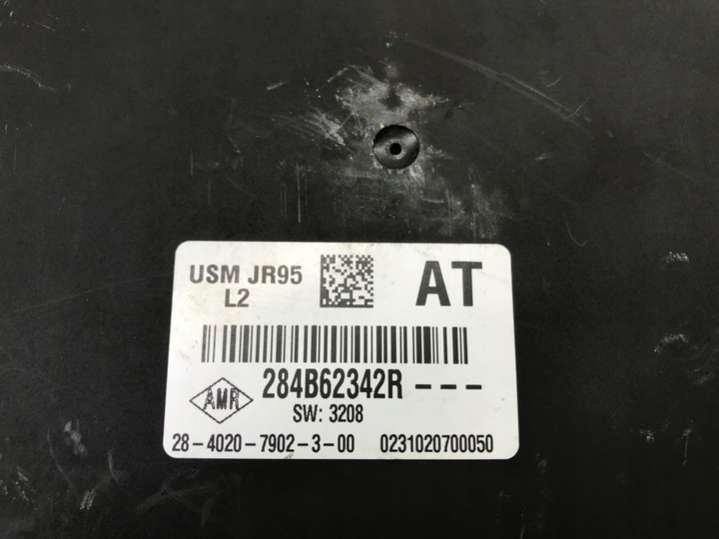 USM JR95
L2
AT
284B62342R---
AMR
SW: 3208
28-4020-7902-3-00 0231020700050